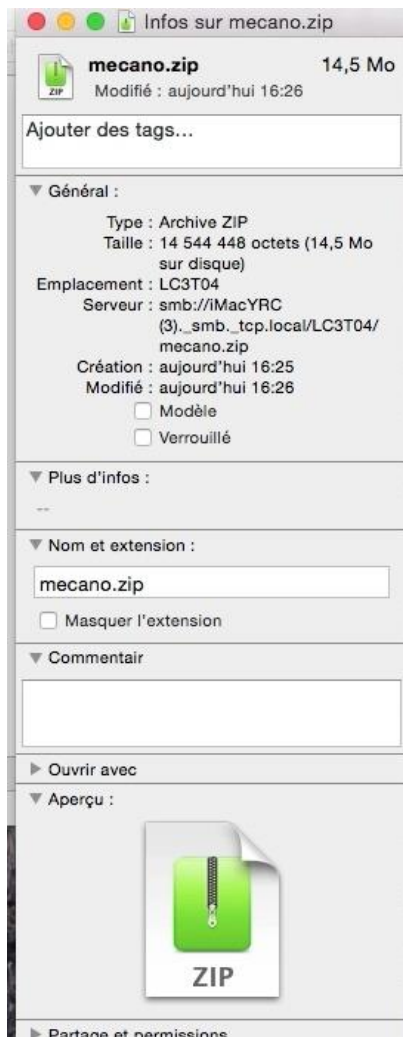 Infos sur mecano.zip
mecano.zip 14,5 Mo
ZIP
Modifié : aujourd'hui 16:26
Ajouter des tags…
Général :
Type : Archive ZIP
Taille : 14 544 448 octets (14,5 Mo
sur disque)
Emplacement : LC3T04
Serveur : smb://iMacYRC
(3)._smb._tcp.local/LC3T04/
mecano.zip
Création : aujourd'hui 16:25
Modifié : aujourd'hui 16:26
Modèle
Verrouillé
Plus d'infos :
--
Nom et extension :
mecano.zip
Masquer l'extension
Commentair
Ouvrir avec
Aperçu :
ZIP
Partage et permissions